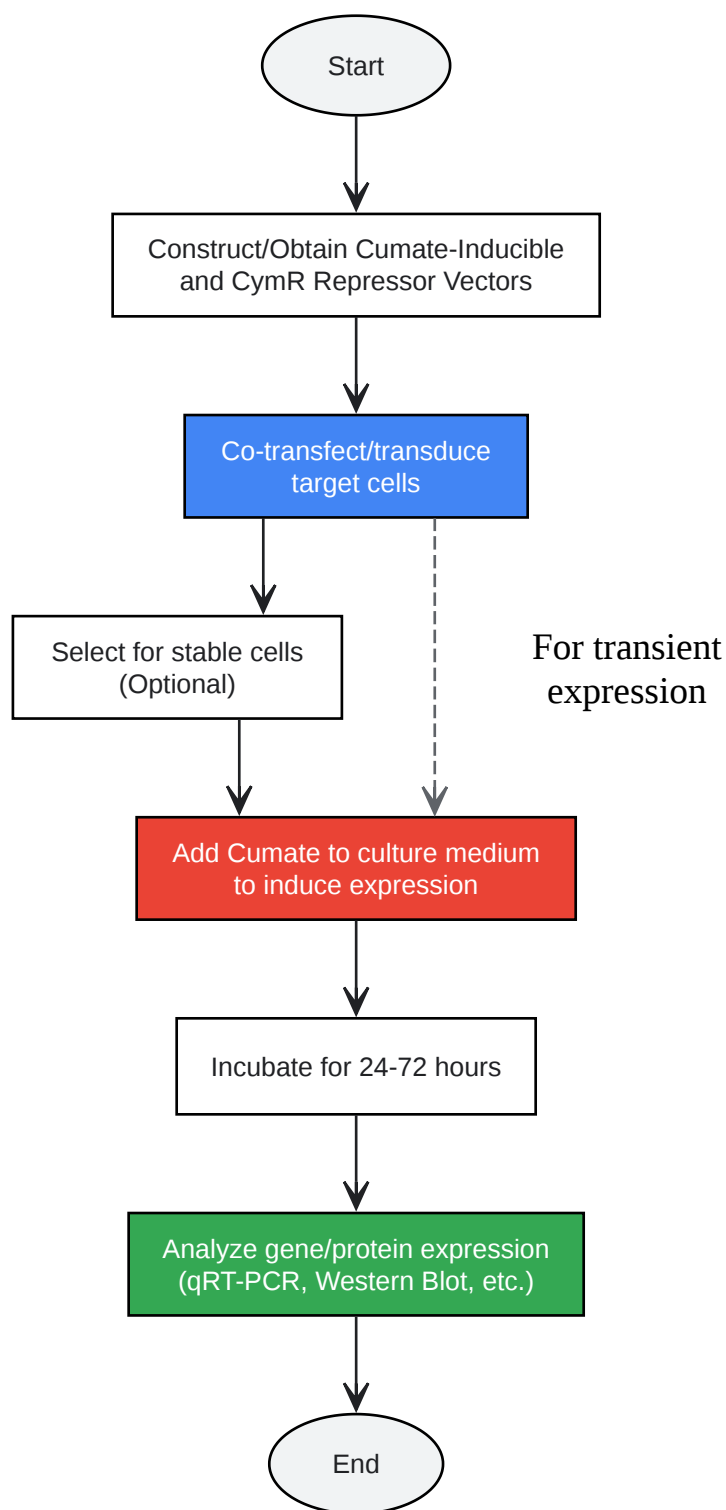 Start
Construct/Obtain Cumate-Inducible
and CymR Repressor Vectors
Co-transfect/transduce
target cells
Select for stable cells
(Optional)
For transient
expression
Add Cumate to culture medium
to induce expression
Incubate for 24-72 hours
Analyze gene/protein expression
(qRT-PCR, Western Blot, etc.)
End